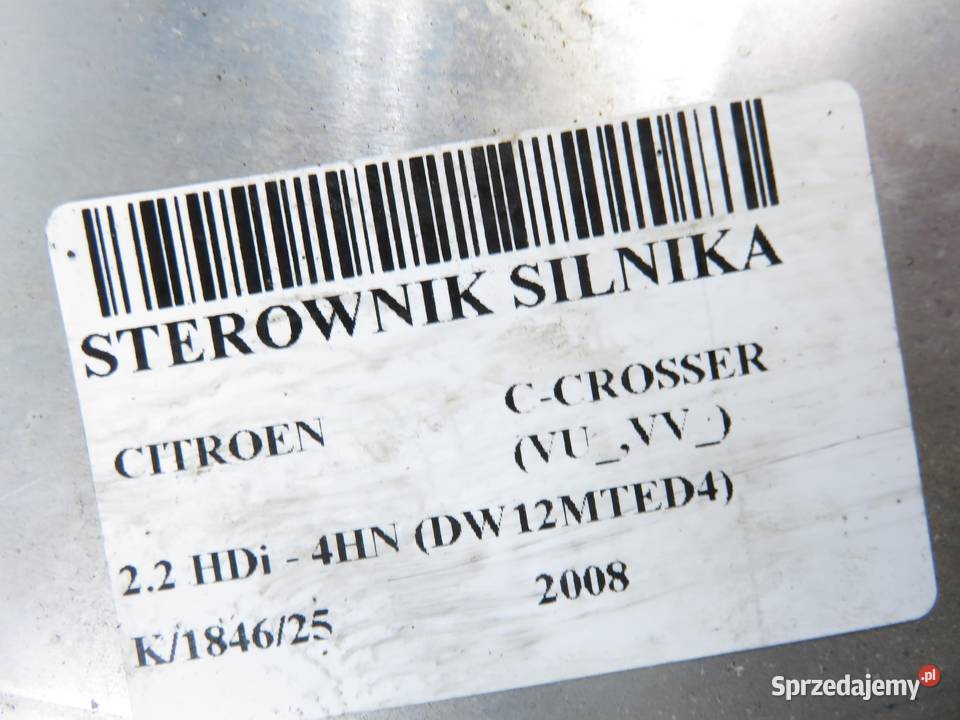 STEROWNIK SILNIKA
CITROEN
C-CROSSER
(VU_,VV_)
2.2 HDi - 4HN (DW12MTED4)
K/1846/25
2008
Sprzedajemy.pl